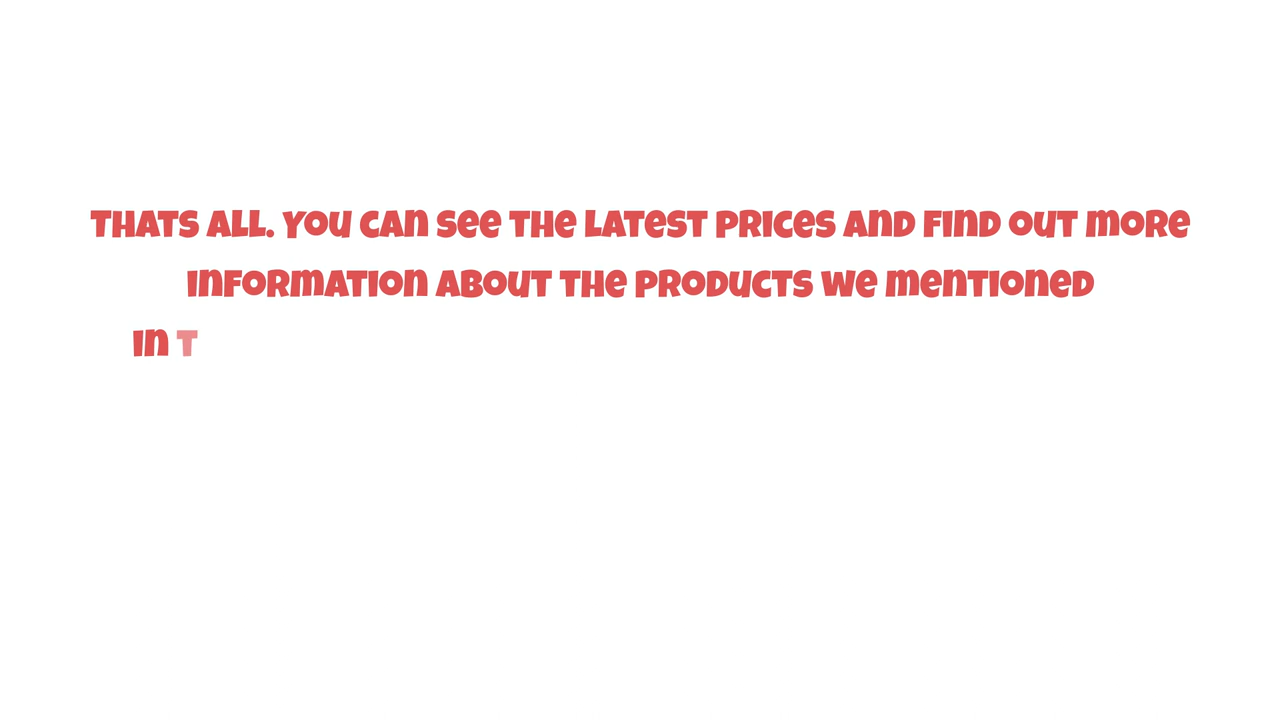 THATS ALL. YOU CAN SEE THE LATEST PRICES AND FIND OUT MORE
INFORMATION ABOUT THE PRODUCTS WE MENTIONED
IN T